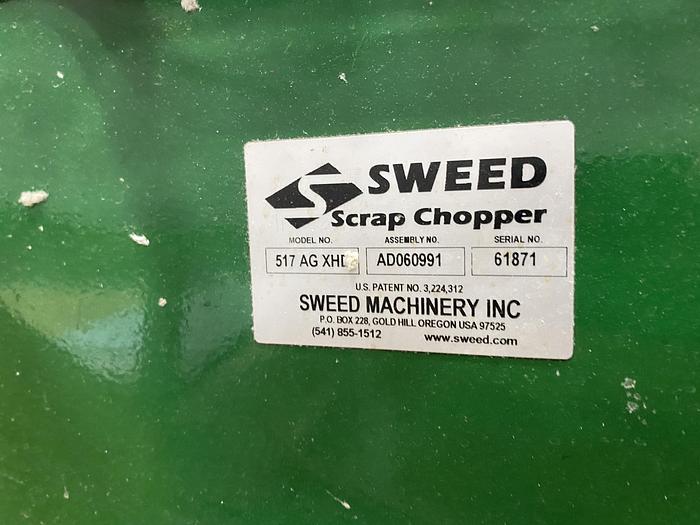 SWEED
Scrap Chopper
MODEL NO. ASSEMBLY NO. SERIAL NO.
517 AG XHD AD060991 61871
U.S. PATENT NO. 3,224,312
SWEED MACHINERY INC
P.O. BOX 228, GOLD HILL OREGON USA 97525
(541) 855-1512 www.sweed.com